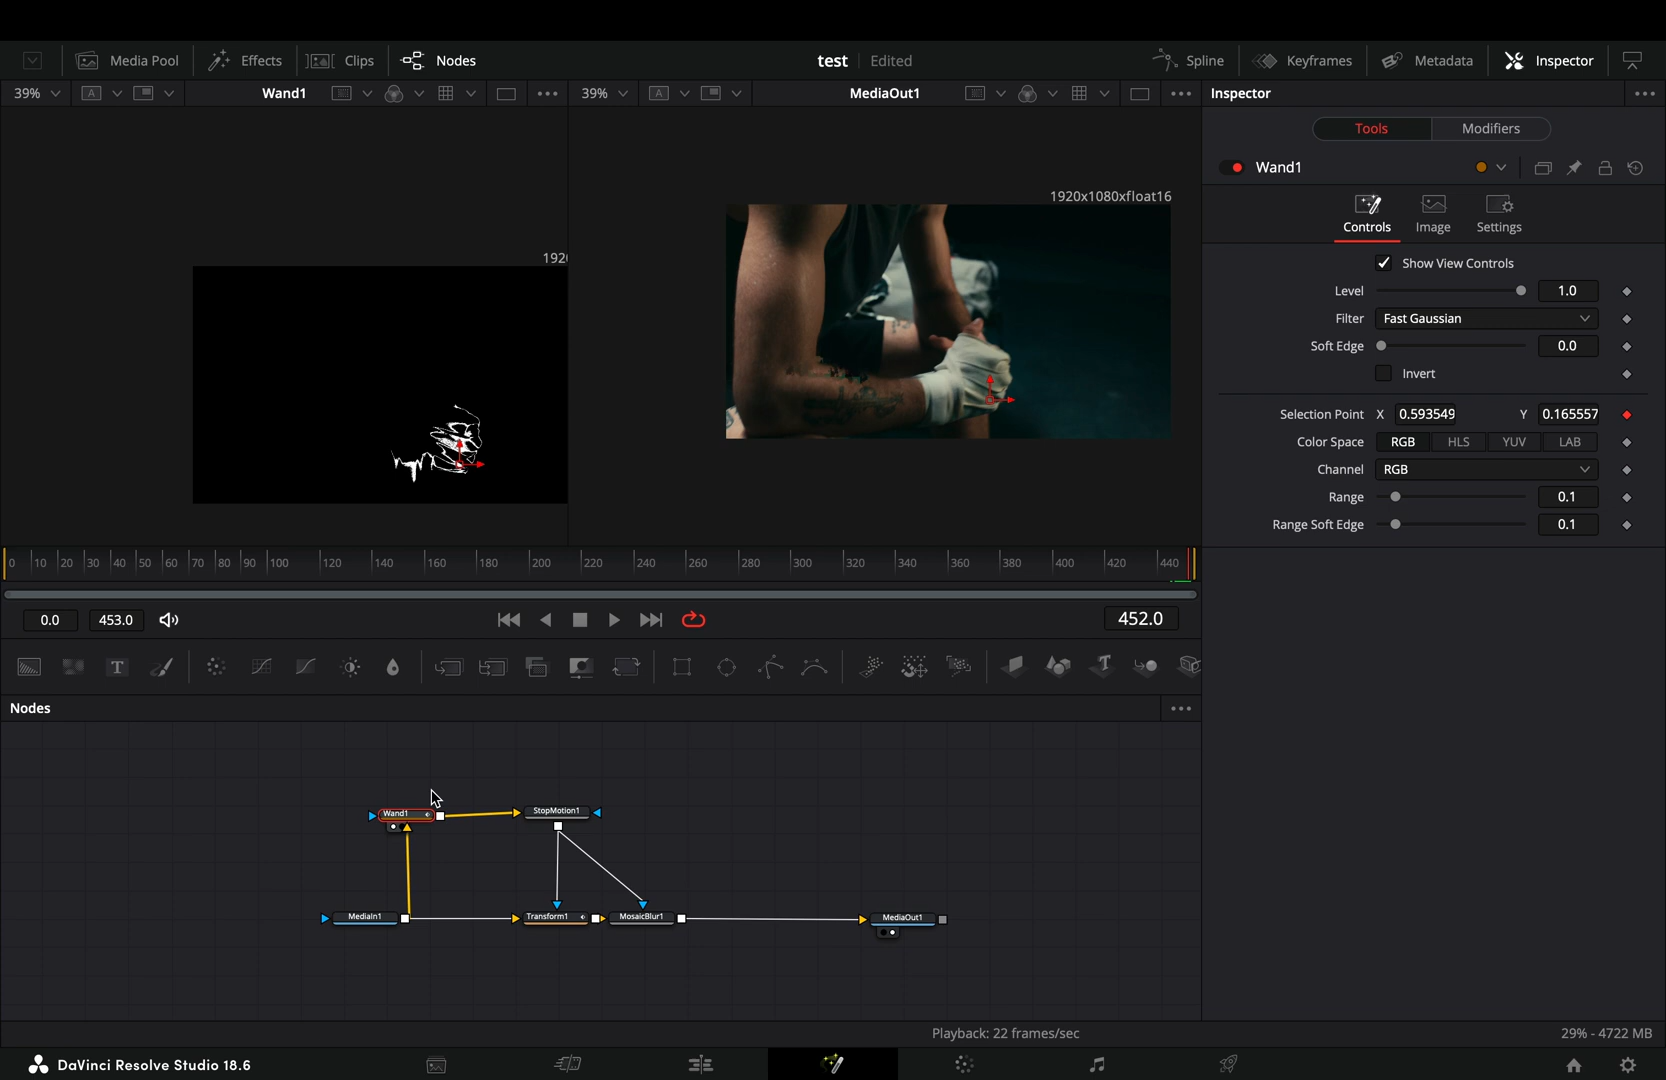 Media Pool
Effects
Clips
Nodes
test
Edited
Spline
Keyframes
Metadata
Inspector
39%
A
Wand1
39%
A
MediaOut1
Inspector
Tools
Modifiers
Wand1
1920x1080xfloat16
Controls
Image
Settings
192
Show View Controls
Level
1.0
Filter
Fast Gaussian
Soft Edge
0.0
Invert
Selection Point
X
0.593549
Y
0.165557
Color Space
RGB
HLS
YUV
LAB
Channel
RGB
Range
0.1
Range Soft Edge
0.1
0 10 20 30 40 50 60 70 80 90 100 120 140 160 180 200 220 240 260 280 300 320 340 360 380 400 420 440
0.0
453.0
452.0
T
T
Nodes
Wand1
StopMotion1
MediaIn1
Transform1
MosaicBlur1
MediaOut1
Playback: 22 frames/sec
29% - 4722 MB
DaVinci Resolve Studio 18.6